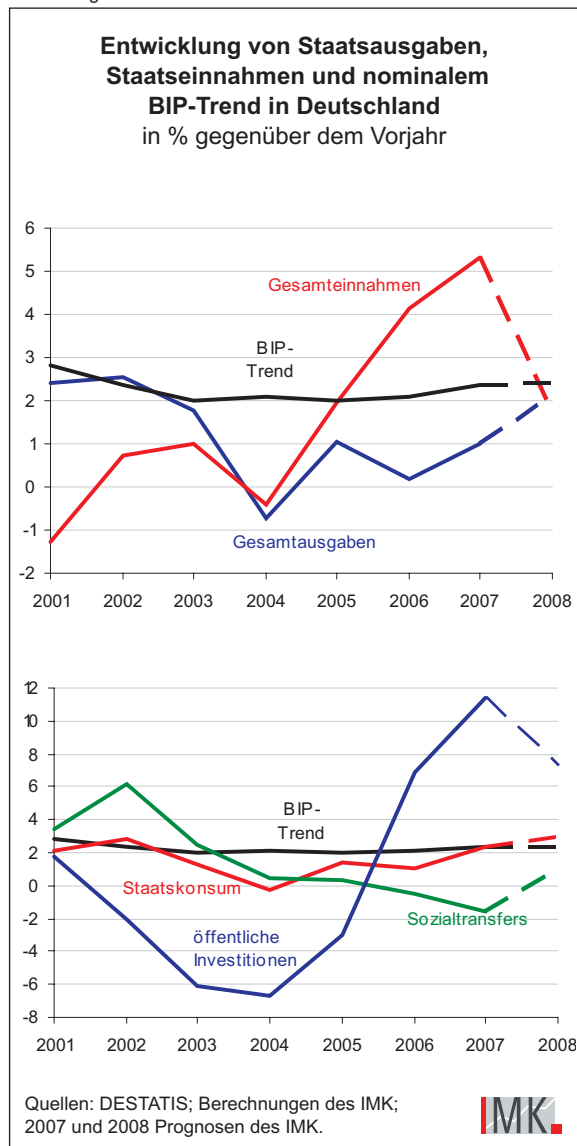 Entwicklung von Staatsausgaben,
Staatseinnahmen und nominalem
BIP-Trend in Deutschland
in % gegenüber dem Vorjahr
6
5
4
3
2
1
0
-1
-2
Gesamteinnahmen
BIP-
Trend
Gesamtausgaben
2001 2002 2003 2004 2005 2006 2007 2008
12
10
8
6
4
2
0
-2
-4
-6
-8
BIP-
Trend
Staatskonsum
Sozialtransfers
öffentliche
Investitionen
2001 2002 2003 2004 2005 2006 2007 2008
Quellen: DESTATIS; Berechnungen des IMK;
2007 und 2008 Prognosen des IMK.
IMK